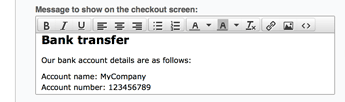 Message to show on the checkout screen:
B I U A A Tx
Bank transfer
Our bank account details are as follows:
Account name: MyCompany
Account number: 123456789